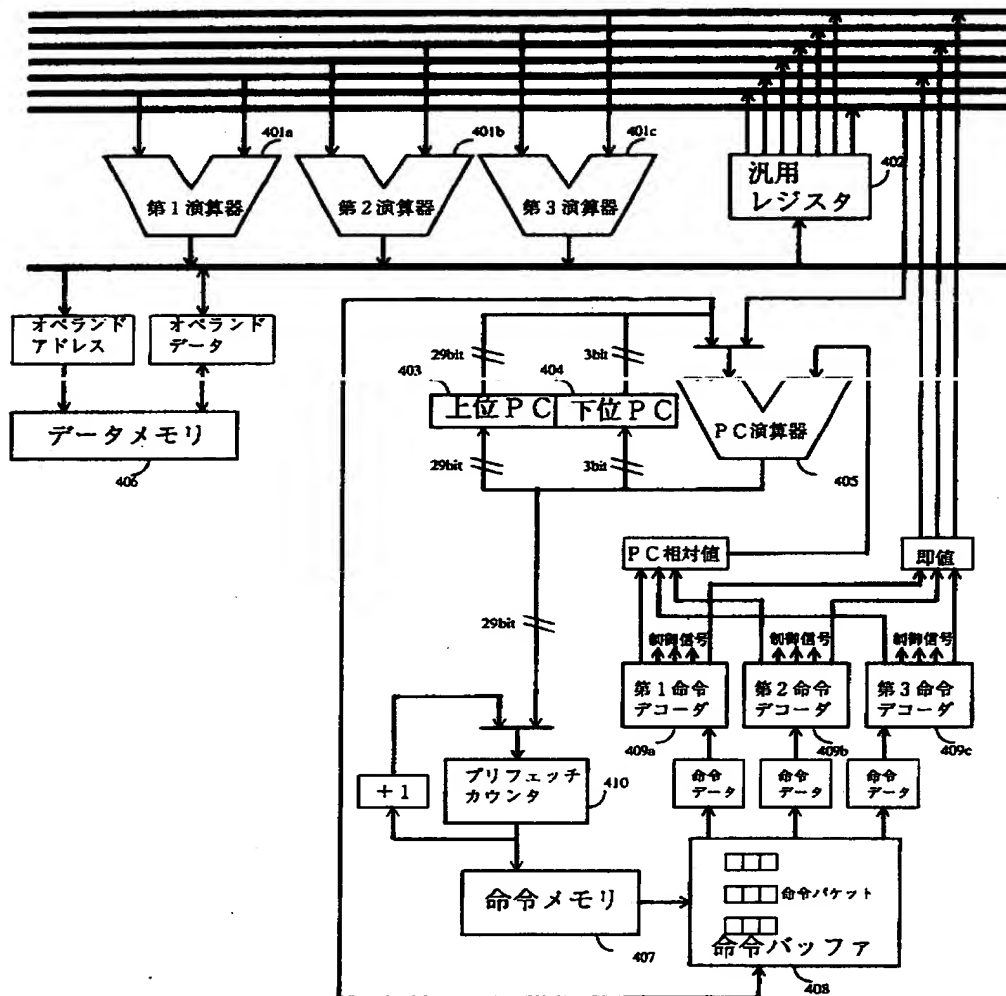 401a
401b
401c
第1演算器
第2演算器
第3演算器
汎用
レジスタ
402
オペランド
アドレス
オペランド
データ
データメモリ
406
29bit
3bit
403
404
上位PC
下位PC
29bit
3bit
PC演算器
405
PC相対値
即値
29bit
制御信号
制御信号
制御信号
第1命令
デコーダ
第2命令
デコーダ
第3命令
デコーダ
409a
409b
409c
命令
データ
命令
データ
命令
データ
+1
プリフェッチ
カウンタ
410
命令メモリ
407
命令パケット
命令バッファ
408